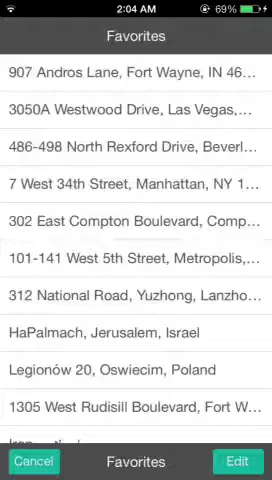 2:04 AM
69%
Favorites
907 Andros Lane, Fort Wayne, IN 46...
3050A Westwood Drive, Las Vegas,...
486-498 North Rexford Drive, Beverl...
7 West 34th Street, Manhattan, NY 1...
302 East Compton Boulevard, Comp...
101-141 West 5th Street, Metropolis,...
312 National Road, Yuzhong, Lanzho...
HaPalmach, Jerusalem, Israel
Legionów 20, Oswiecim, Poland
1305 West Rudisill Boulevard, Fort W...
Cancel
Favorites
Edit